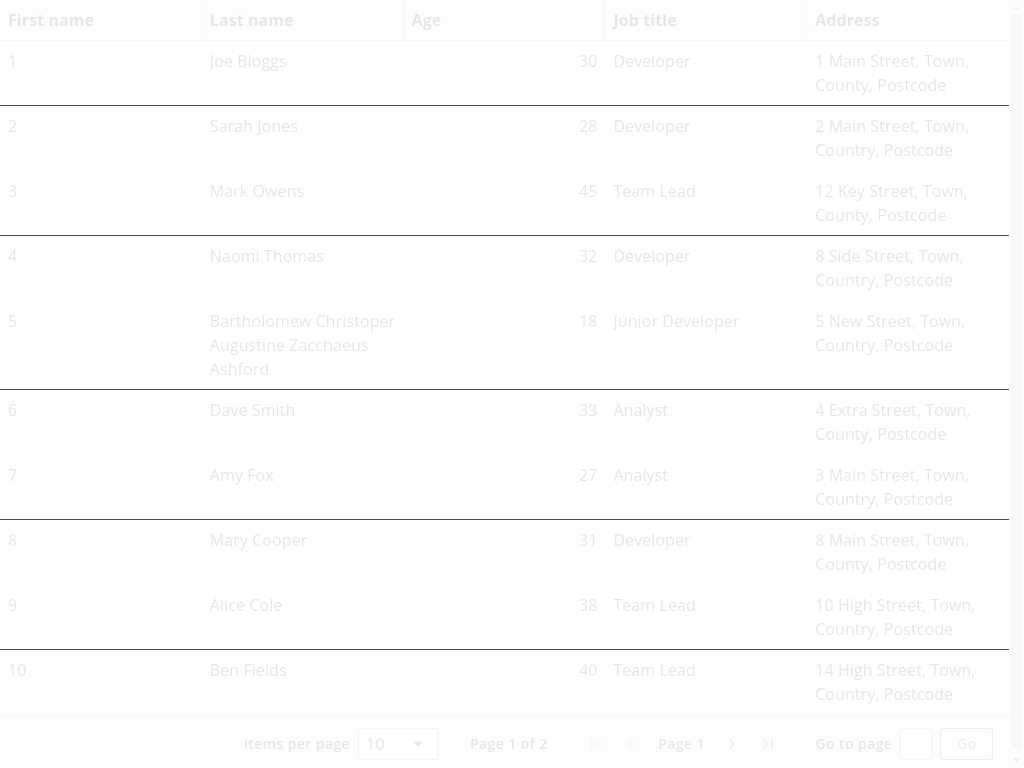 First name Last name Age Job title Address
1 Joe Bloggs 30 Developer 1 Main Street, Town,
County, Postcode
2 Sarah Jones 28 Developer 2 Main Street, Town,
Country, Postcode
3 Mark Owens 45 Team Lead 12 Key Street, Town,
County, Postcode
4 Naomi Thomas 32 Developer 8 Side Street, Town,
Country, Postcode
5 Bartholomew Christoper 18 Junior Developer 5 New Street, Town,
Augustine Zacchaeus Country, Postcode
Ashford
6 Dave Smith 33 Analyst 4 Extra Street, Town,
County, Postcode
7 Amy Fox 27 Analyst 3 Main Street, Town,
Country, Postcode
8 Mary Cooper 31 Developer 8 Main Street, Town,
County, Postcode
9 Alice Cole 38 Team Lead 10 High Street, Town,
Country, Postcode
10 Ben Fields 40 Team Lead 14 High Street, Town,
Country, Postcode
Items per page 10 Page 1 of 2 Page 1 Go to page Go